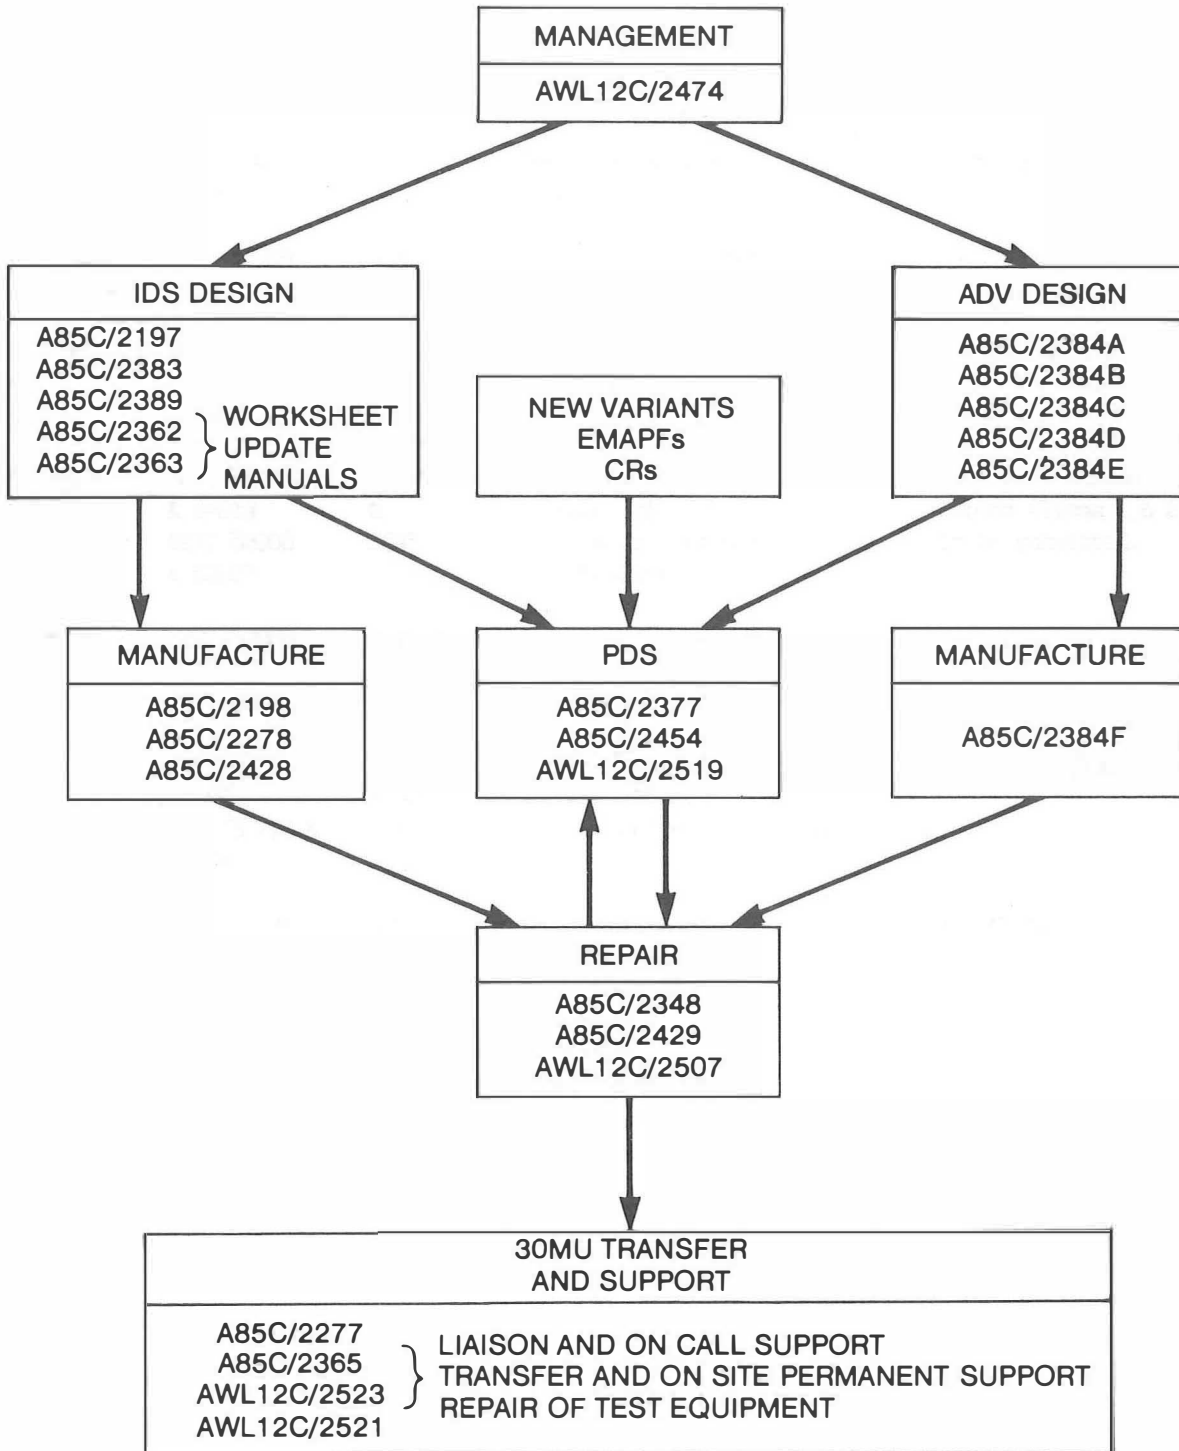 MANAGEMENT
AWL12C/2474
IDS DESIGN
A85C/2197
A85C/2383
A85C/2389
A85C/2362
A85C/2363
WORKSHEET
UPDATE
MANUALS
NEW VARIANTS
EMAPFs
CRs
ADV DESIGN
A85C/2384A
A85C/2384B
A85C/2384C
A85C/2384D
A85C/2384E
MANUFACTURE
A85C/2198
A85C/2278
A85C/2428
PDS
A85C/2377
A85C/2454
AWL12C/2519
MANUFACTURE
A85C/2384F
REPAIR
A85C/2348
A85C/2429
AWL12C/2507
30MU TRANSFER
AND SUPPORT
A85C/2277
A85C/2365
AWL12C/2523
AWL12C/2521
LIAISON AND ON CALL SUPPORT
TRANSFER AND ON SITE PERMANENT SUPPORT
REPAIR OF TEST EQUIPMENT